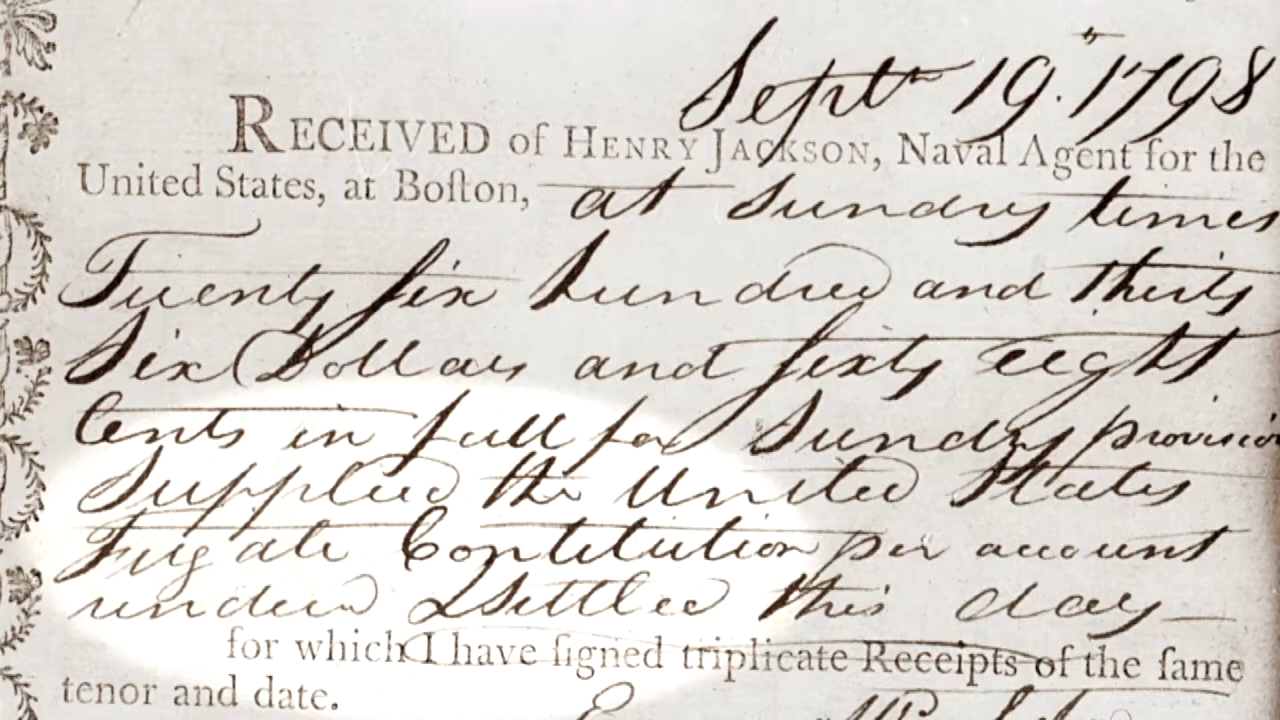 Septr 19th 1798
RECEIVED of HENRY JACKSON, Naval Agent for the
United States, at Boſton, at Sundry times
Twenty six hundred and thirty
Six Dollars and sixty eight
Cents in full for Sundry provision
Supplied the United States
Frigate Constitution per account
rendered & Settled this day
for which I have ſigned triplicate Receipts of the ſame
tenor and date.